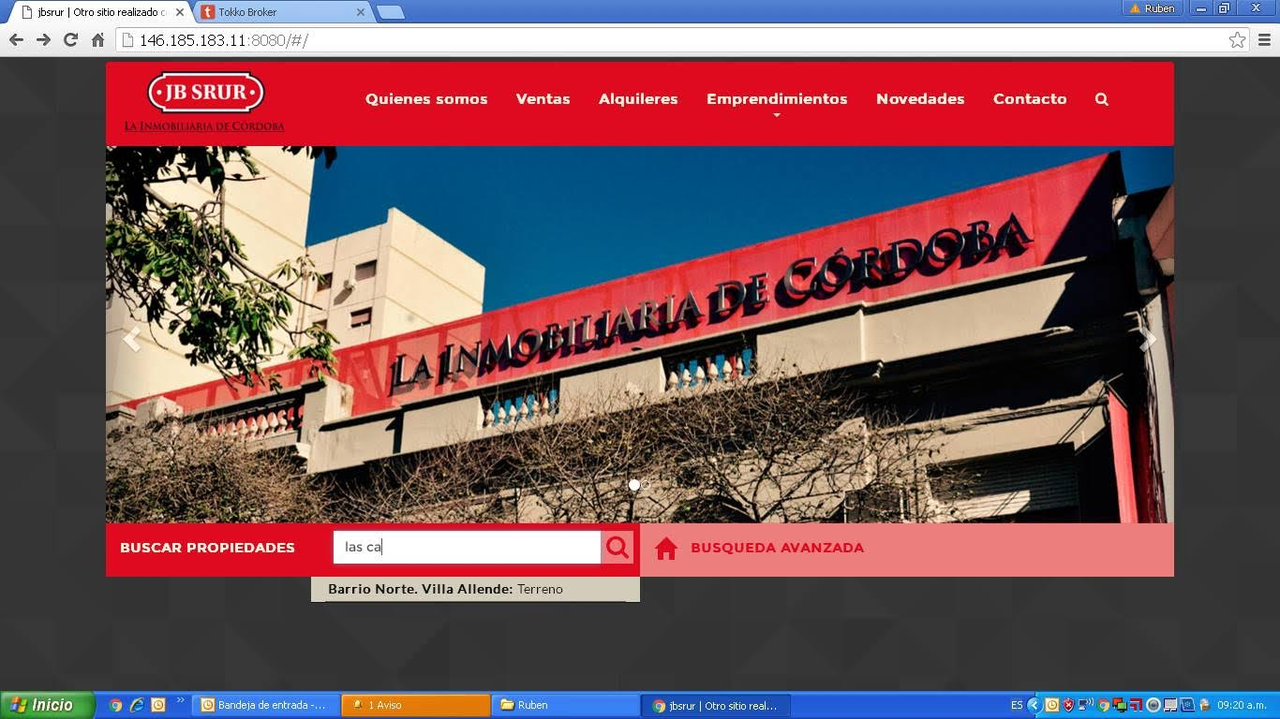 jbsrur | Otro sitio realizado c
Tokko Broker
Ruben
146.185.183.11:8080/#/
JB SRUR
LA INMOBILIARIA DE CORDOBA
Quienes somos
Ventas
Alquileres
Emprendimientos
Novedades
Contacto
LA INMOBILIARIA DE CÓRDOBA
BUSCAR PROPIEDADES
las ca
BUSQUEDA AVANZADA
Barrio Norte. Villa Allende: Terreno
Inicio
Bandeja de entrada -...
1 Aviso
Ruben
jbsrur | Otro sitio real...
ES
09:20 a.m.